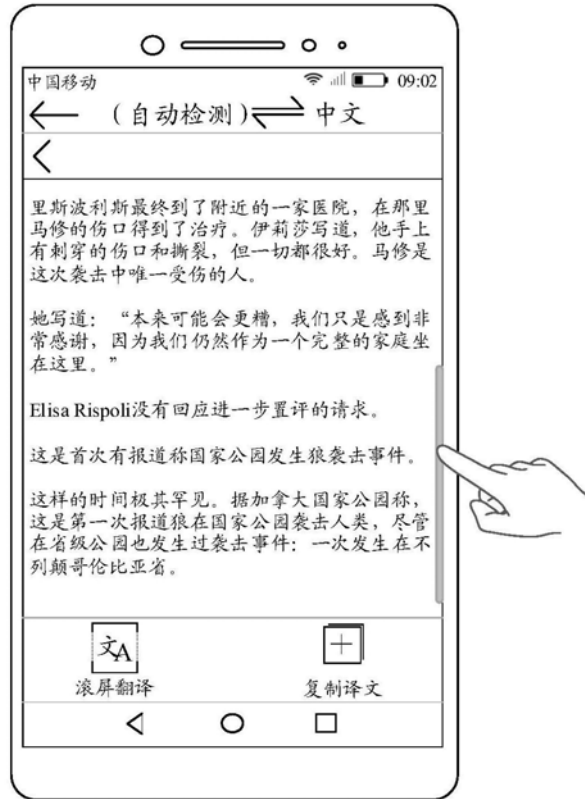 中国移动 09:02
（自动检测） 中文
里斯波利斯最终到了附近的一家医院，在那里
马修的伤口得到了治疗。伊莉莎写道，他手上
有刺穿的伤口和撕裂，但一切都很好。马修是
这次袭击中唯一受伤的人。
她写道：“本来可能会更糟，我们只是感到非
常感谢，因为我们仍然作为一个完整的家庭坐
在这里。”
Elisa Rispoli没有回应进一步置评的请求。
这是首次有报道称国家公园发生狼袭击事件。
这样的时间极其罕见。据加拿大国家公园称，
这是第一次报道狼在国家公园袭击人类，尽管
在省级公园也发生过袭击事件：一次发生在不
列颠哥伦比亚省。
文A
滚屏翻译 复制译文